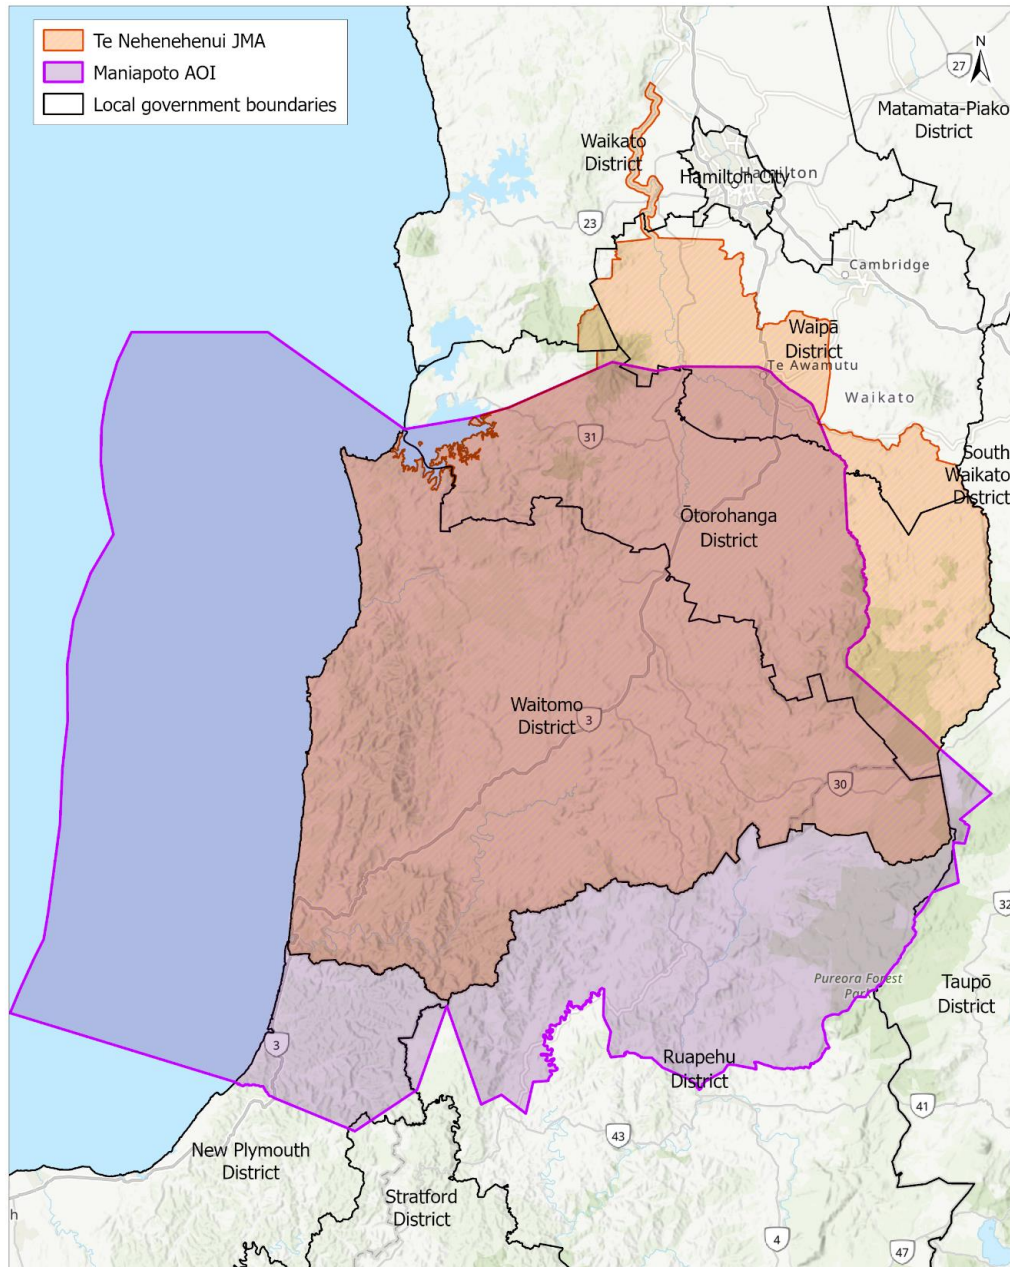 Te Nehenehenui JMA
Maniapoto AOI
Local government boundaries
N
27
Matamata-Piako
District
Waikato
District
Hamilton City
Hamilton
23
Cambridge
Waipā
District
Te Awamutu
Waikato
31
South
Waikato
District
Ōtorohanga
District
Waitomo
District
3
30
32
Pureora Forest
Park
Taupō
District
3
Ruapehu
District
41
43
New Plymouth
District
Stratford
District
h
4
47